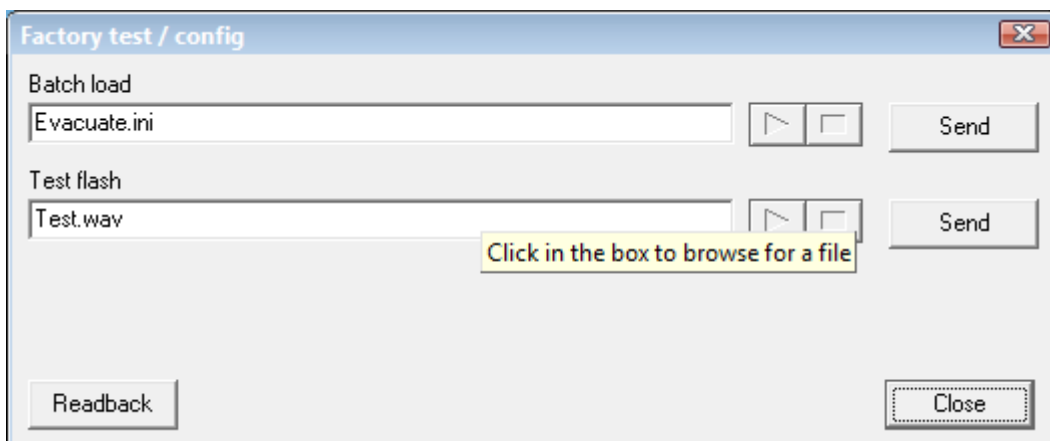 Factory test / config
Batch load
Evacuate.ini
Send
Test flash
Test.wav
Send
Click in the box to browse for a file
Readback
Close